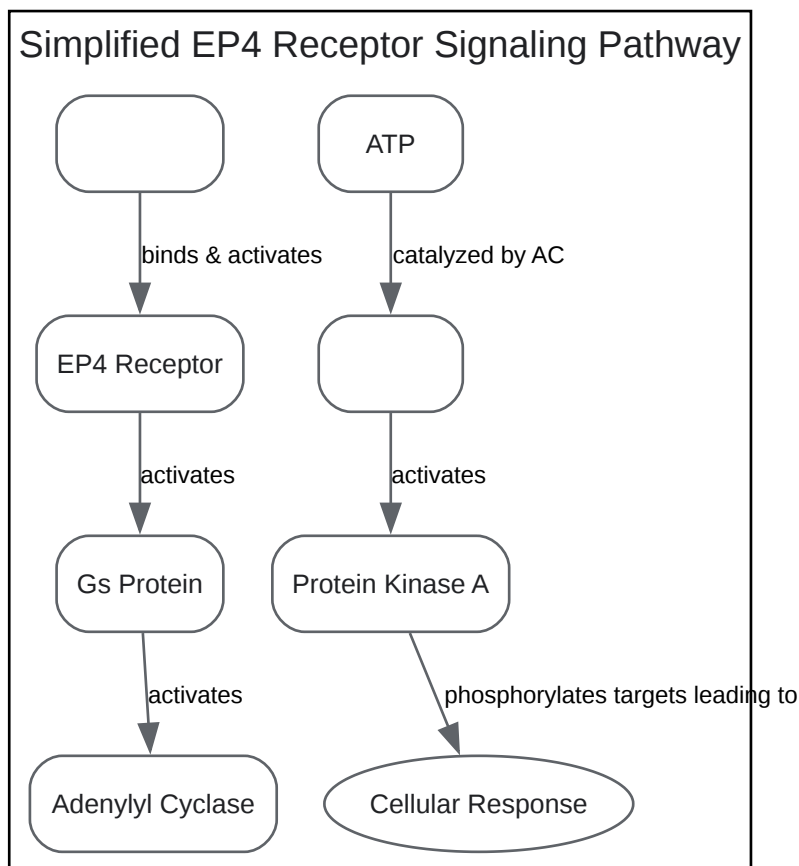 Simplified EP4 Receptor Signaling Pathway
ATP
binds & activates
catalyzed by AC
EP4 Receptor
activates
activates
Gs Protein
Protein Kinase A
activates
phosphorylates targets leading to
Adenylyl Cyclase
Cellular Response